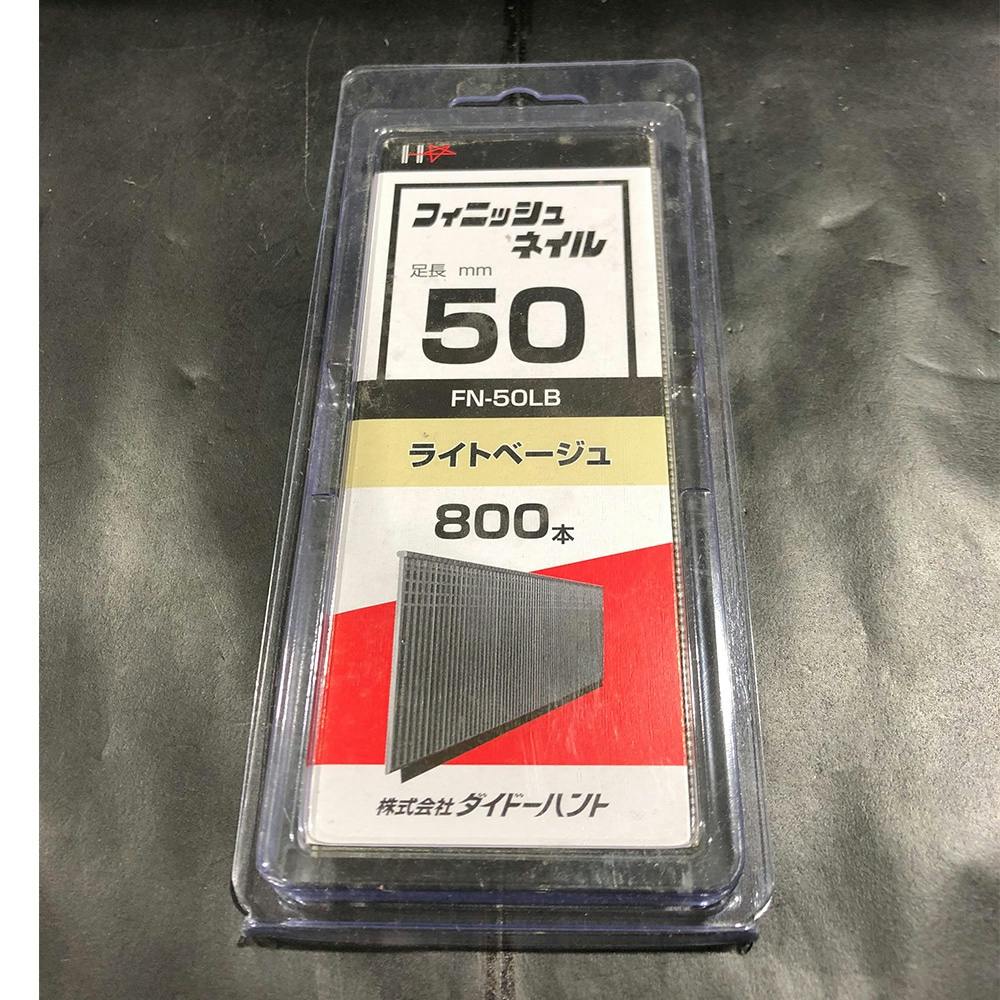 フィニッシュ
ネイル
足長 mm
50
FN-50LB
ライトベージュ
800本
株式会社 ダイドーハント